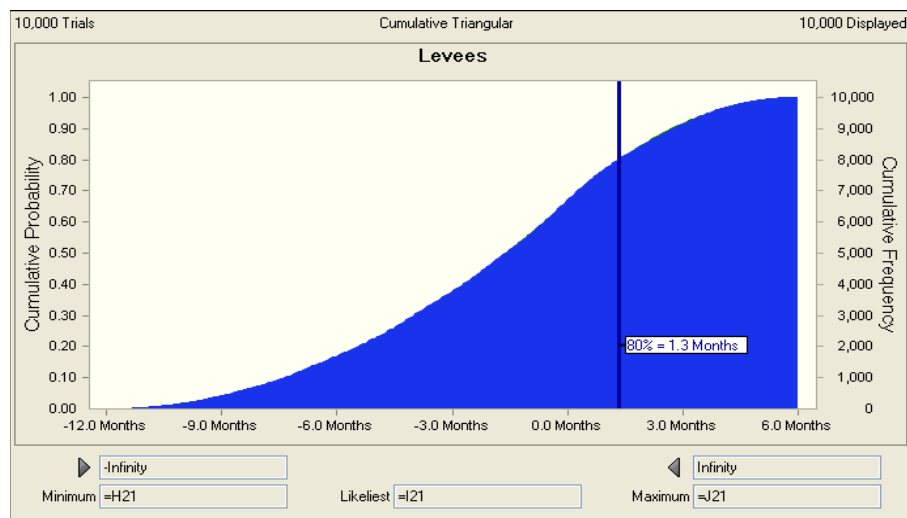 10,000 Trials Cumulative Triangular 10,000 Displayed
Levees
Cumulative Probability
1.00
0.90
0.80
0.70
0.60
0.50
0.40
0.30
0.20
0.10
0.00
10,000
9,000
8,000
7,000
6,000
5,000
4,000
3,000
2,000
1,000
0
Cumulative Frequency
80% = 1.3 Months
-12.0 Months -9.0 Months -6.0 Months -3.0 Months 0.0 Months 3.0 Months 6.0 Months
-Infinity Infinity
Minimum =H21 Likeliest =I21 Maximum =J21